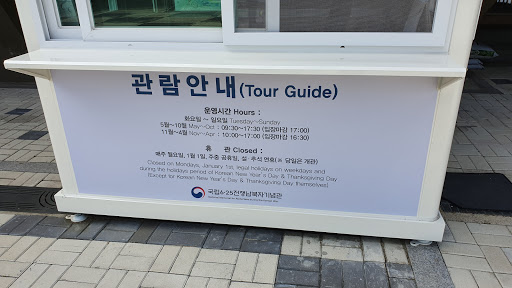 관람안내(Tour Guide)
운영시간 Hours :
화요일 ~ 일요일 Tuesday~Sunday
5월~10월 May~Oct : 09:30~17:30 (입장마감 17:00)
11월~4월 Nov~Apr : 10:00~17:00 (입장마감 16:30)
휴 관 Closed :
매주 월요일, 1월 1일, 주중 공휴일, 설·추석 연휴(※ 당일은 개관)
Closed on Mondays, January 1st, legal holidays on weekdays and
during the holidays period of Korean New Year's Day & Thanksgiving Day
(Except for Korean New Year's Day & Thanksgiving Day themselves)
국립6·25전쟁납북자기념관